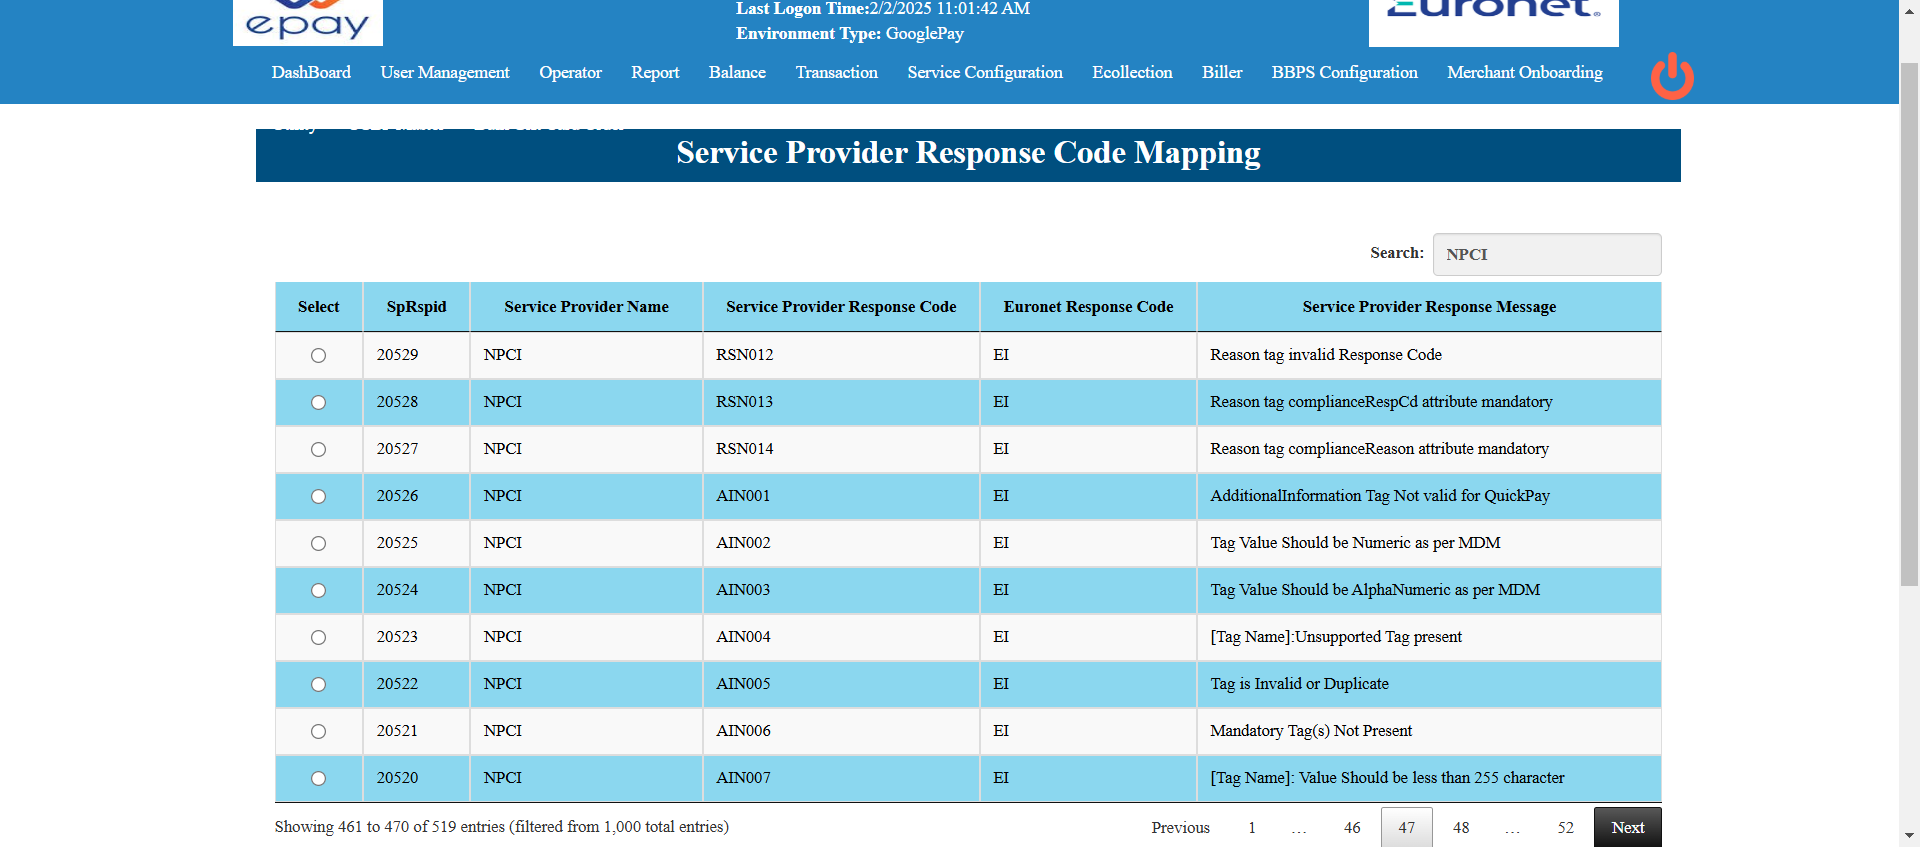 epay
Last Logon Time:2/2/2025 11:01:42 AM
Euronet
Environment Type: GooglePay
DashBoard User Management Operator Report Balance Transaction Service Configuration Ecollection Biller BBPS Configuration Merchant Onboarding
Service Provider Response Code Mapping
Search: NPCI
Select SpRspid Service Provider Name Service Provider Response Code Euronet Response Code Service Provider Response Message
20529 NPCI RSN012 EI Reason tag invalid Response Code
20528 NPCI RSN013 EI Reason tag complianceRespCd attribute mandatory
20527 NPCI RSN014 EI Reason tag complianceReason attribute mandatory
20526 NPCI AIN001 EI AdditionalInformation Tag Not valid for QuickPay
20525 NPCI AIN002 EI Tag Value Should be Numeric as per MDM
20524 NPCI AIN003 EI Tag Value Should be AlphaNumeric as per MDM
20523 NPCI AIN004 EI [Tag Name]:Unsupported Tag present
20522 NPCI AIN005 EI Tag is Invalid or Duplicate
20521 NPCI AIN006 EI Mandatory Tag(s) Not Present
20520 NPCI AIN007 EI [Tag Name]: Value Should be less than 255 character
Showing 461 to 470 of 519 entries (filtered from 1,000 total entries)
Previous 1 … 46 47 48 … 52 Next